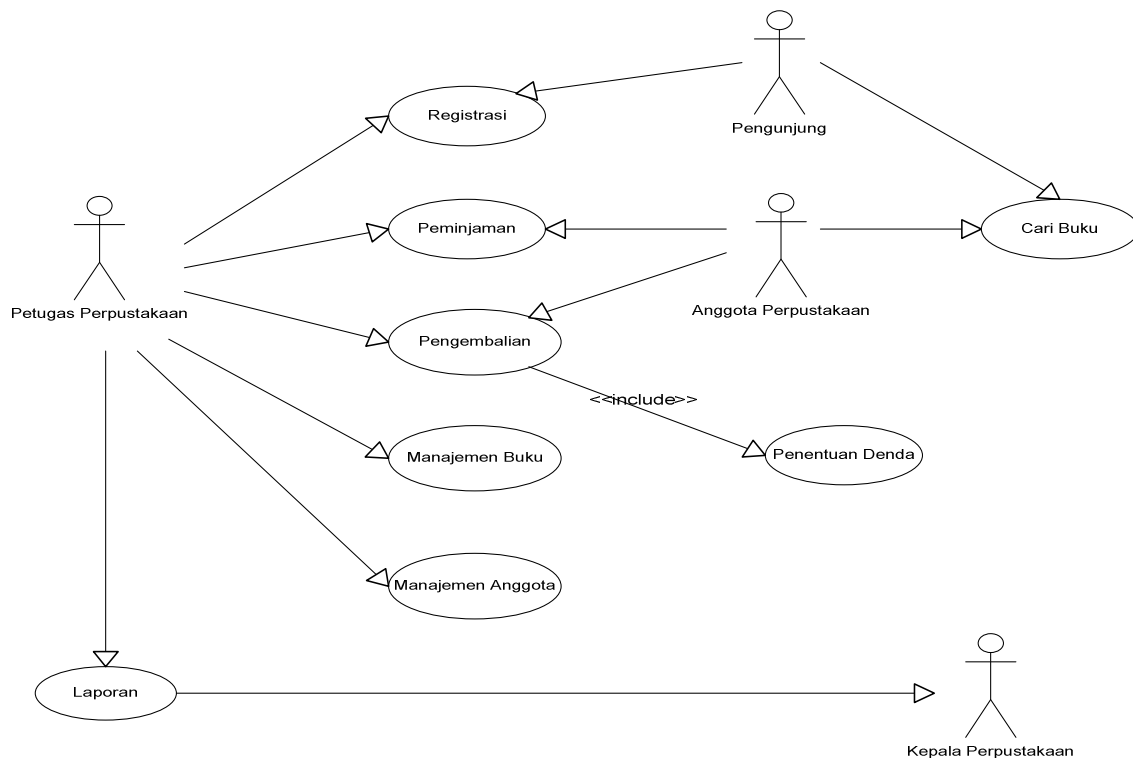 Pengunjung
Registrasi
Peminjaman
Cari Buku
Petugas Perpustakaan
Anggota Perpustakaan
Pengembalian
<<include>>
Manajemen Buku
Penentuan Denda
Manajemen Anggota
Laporan
Kepala Perpustakaan